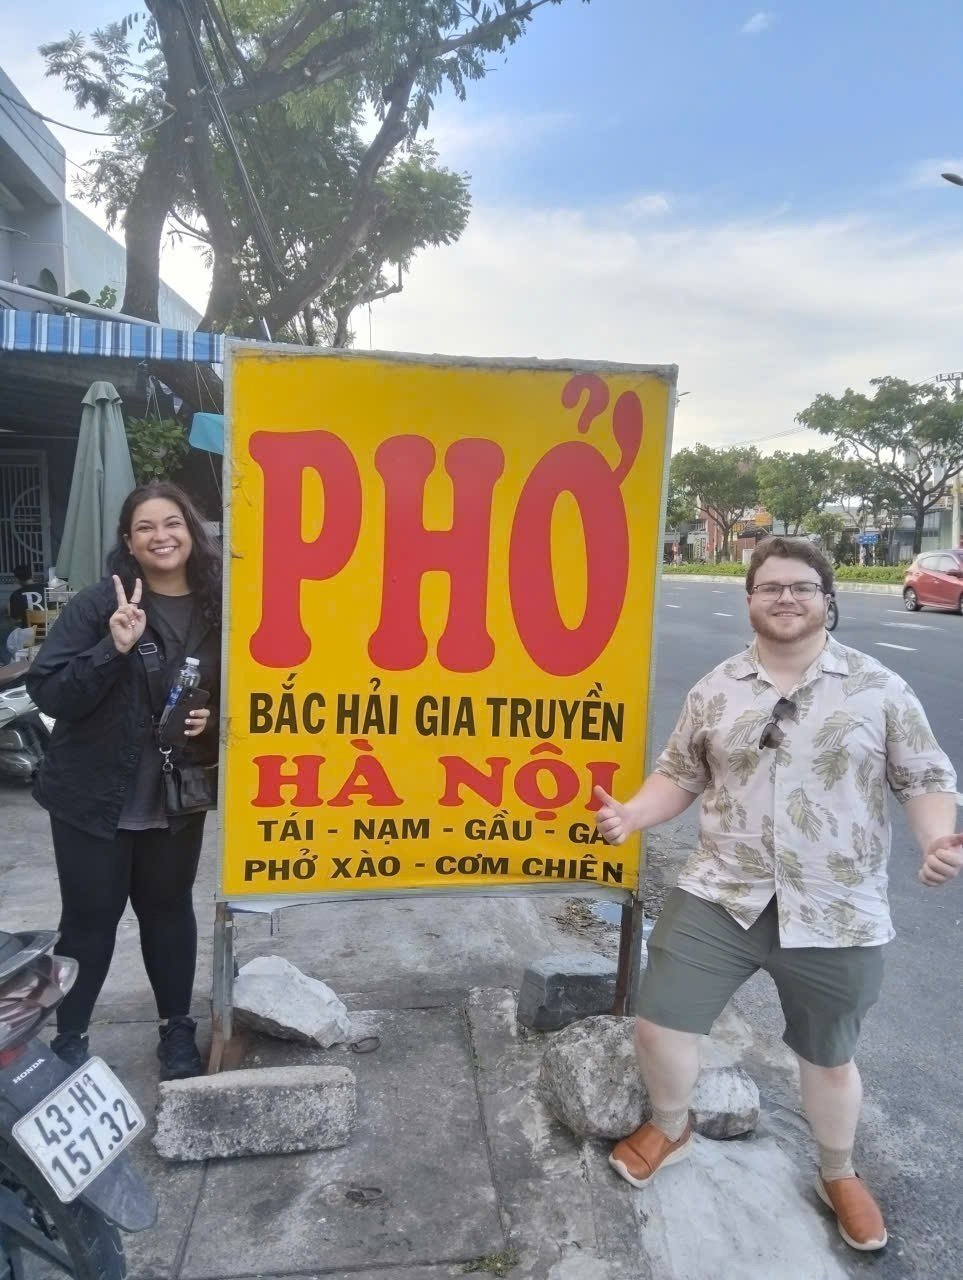 PHỞ
BẮC HẢI GIA TRUYỀN
HÀ NỘI
TÁI - NẠM - GẦU - GÀ
PHỞ XÀO - CƠM CHIÊN
B
HONDA
43-H1
157.32